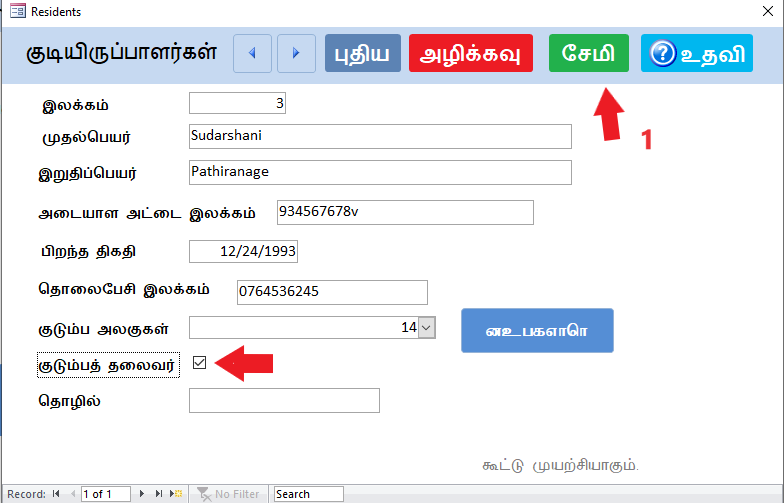 Residents
குடியிருப்பாளர்கள் புதிய அழிக்கவு சேமி உதவி
1
இலக்கம் 3
முதல்பெயர் Sudarshani
இறுதிப்பெயர் Pathiranage
அடையாள அட்டை இலக்கம் 934567678v
பிறந்த திகதி 12/24/1993
தொலைபேசி இலக்கம் 0764536245
குடும்ப அலகுகள் 14
னஉபகளாெ
குடும்பத் தலைவர்
தொழில்
கூட்டு முயற்சியாகும்.
Record: 1 of 1 No Filter Search